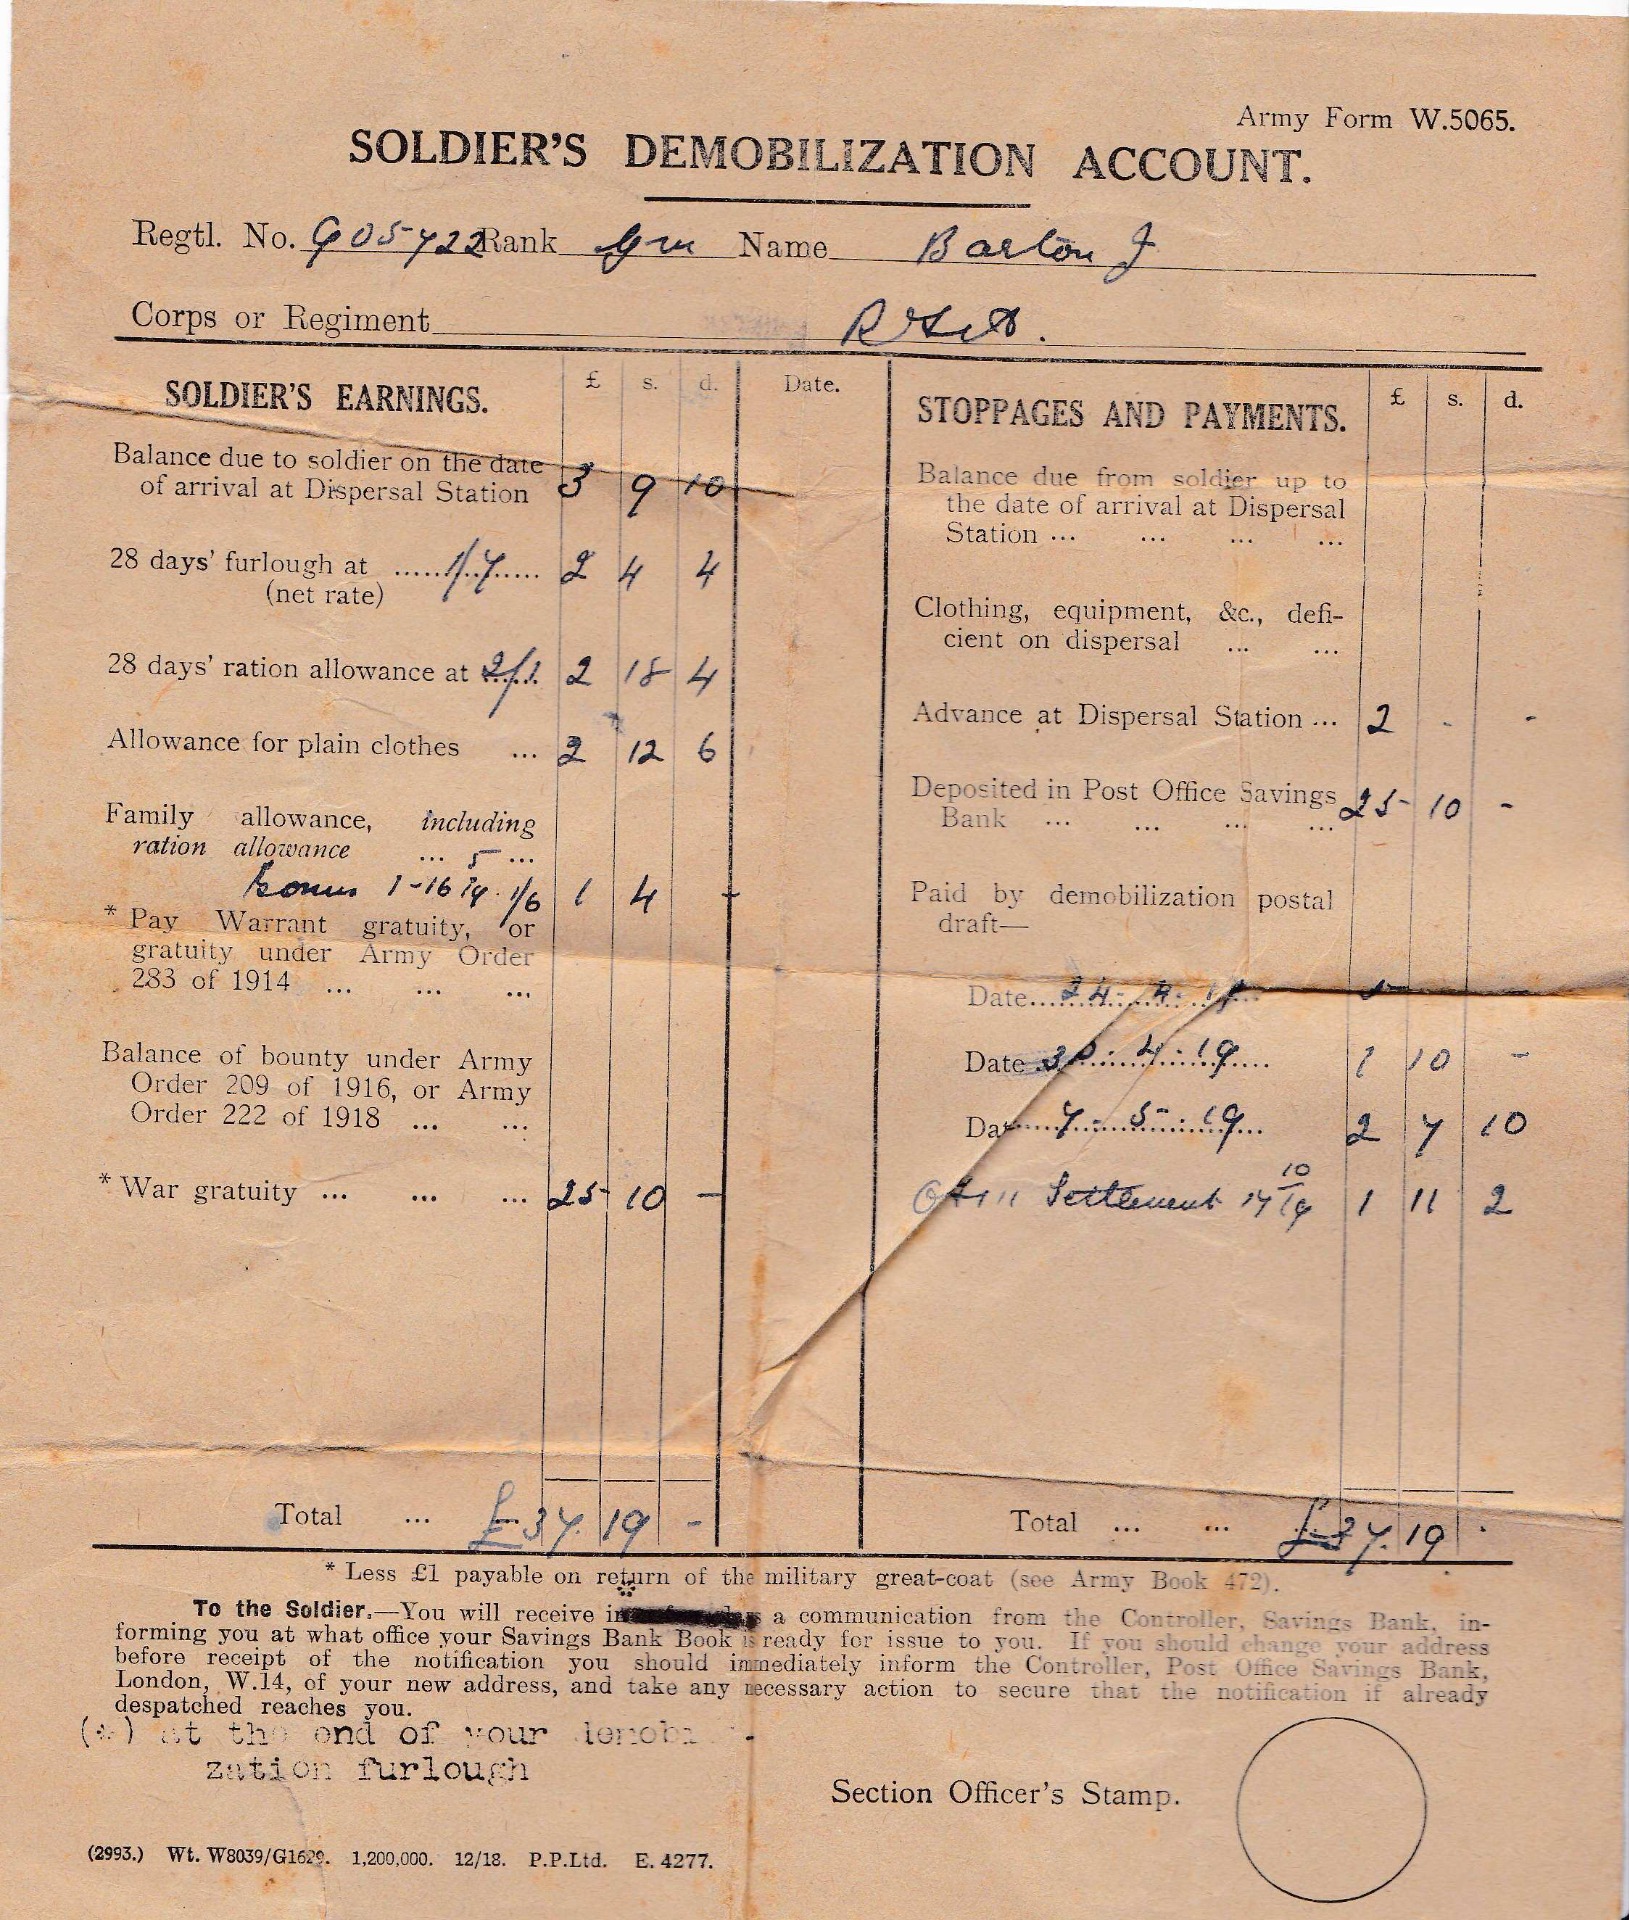 Army Form W.5065.
SOLDIER'S DEMOBILIZATION ACCOUNT.
Regtl. No. 905722 Rank Gnr Name Barton J
Corps or Regiment
SOLDIER'S EARNINGS. £ s. d. Date.
Balance due to soldier on the date
of arrival at Dispersal Station 3 9 10
28 days' furlough at ......1/7...... 2 4 4
(net rate)
28 days' ration allowance at 2/1. 2 18 4
Allowance for plain clothes ... 2 12 6
Family allowance, including
ration allowance ... ...
Bonus 1/6 1 4 -
* Pay Warrant gratuity, or
gratuity under Army Order
283 of 1914 ... ... ...
Balance of bounty under Army
Order 209 of 1916, or Army
Order 222 of 1918 ... ...
* War gratuity ... ... ... 25 10 -
Total ... £37. 19 -
STOPPAGES AND PAYMENTS. £ s. d.
Balance due from soldier up to
the date of arrival at Dispersal
Station ... ... ... ...
Clothing, equipment, &c., defi-
cient on dispersal ... ...
Advance at Dispersal Station ... 2 - -
Deposited in Post Office Savings
Bank ... ... ... ... 25 10 -
Paid by demobilization postal
draft—
Date 24-4-19 5 - -
Date 30.4.19 1 10 -
Date 7-5-19 2 7 10
Settlement 1 11 2
Total ... ... £37. 19 .
* Less £1 payable on return of the military great-coat (see Army Book 472).
To the Soldier.—You will receive in a communication from the Controller, Savings Bank, in-
forming you at what office your Savings Bank Book is ready for issue to you. If you should change your address
before receipt of the notification you should immediately inform the Controller, Post Office Savings Bank,
London, W.14, of your new address, and take any necessary action to secure that the notification if already
despatched reaches you.
(*) at the end of your demobi -
zation furlough
Section Officer's Stamp.
(2993.) Wt. W8039/G1629. 1,200,000. 12/18. P.P.Ltd. E. 4277.